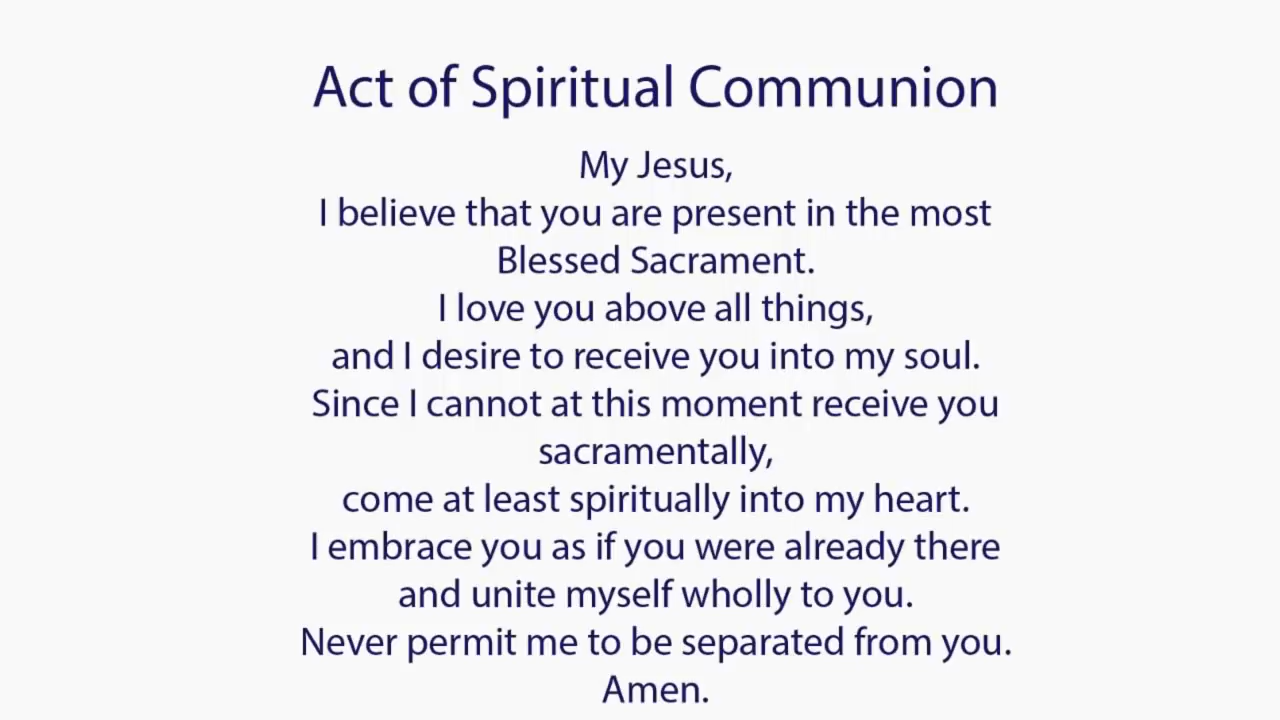 Act of Spiritual Communion
My Jesus,
I believe that you are present in the most
Blessed Sacrament.
I love you above all things,
and I desire to receive you into my soul.
Since I cannot at this moment receive you
sacramentally,
come at least spiritually into my heart.
I embrace you as if you were already there
and unite myself wholly to you.
Never permit me to be separated from you.
Amen.